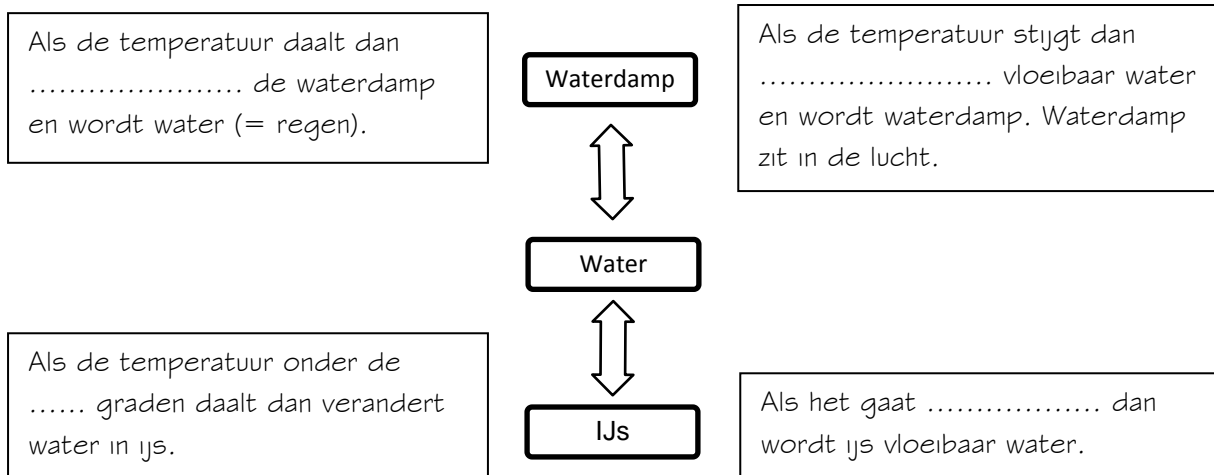 Als de temperatuur daalt dan
...................... de waterdamp
en wordt water (= regen).
Waterdamp
Als de temperatuur stijgt dan
........................ vloeibaar water
en wordt waterdamp. Waterdamp
zit in de lucht.
Water
Als de temperatuur onder de
...... graden daalt dan verandert
water in ijs.
IJs
Als het gaat .................. dan
wordt ijs vloeibaar water.